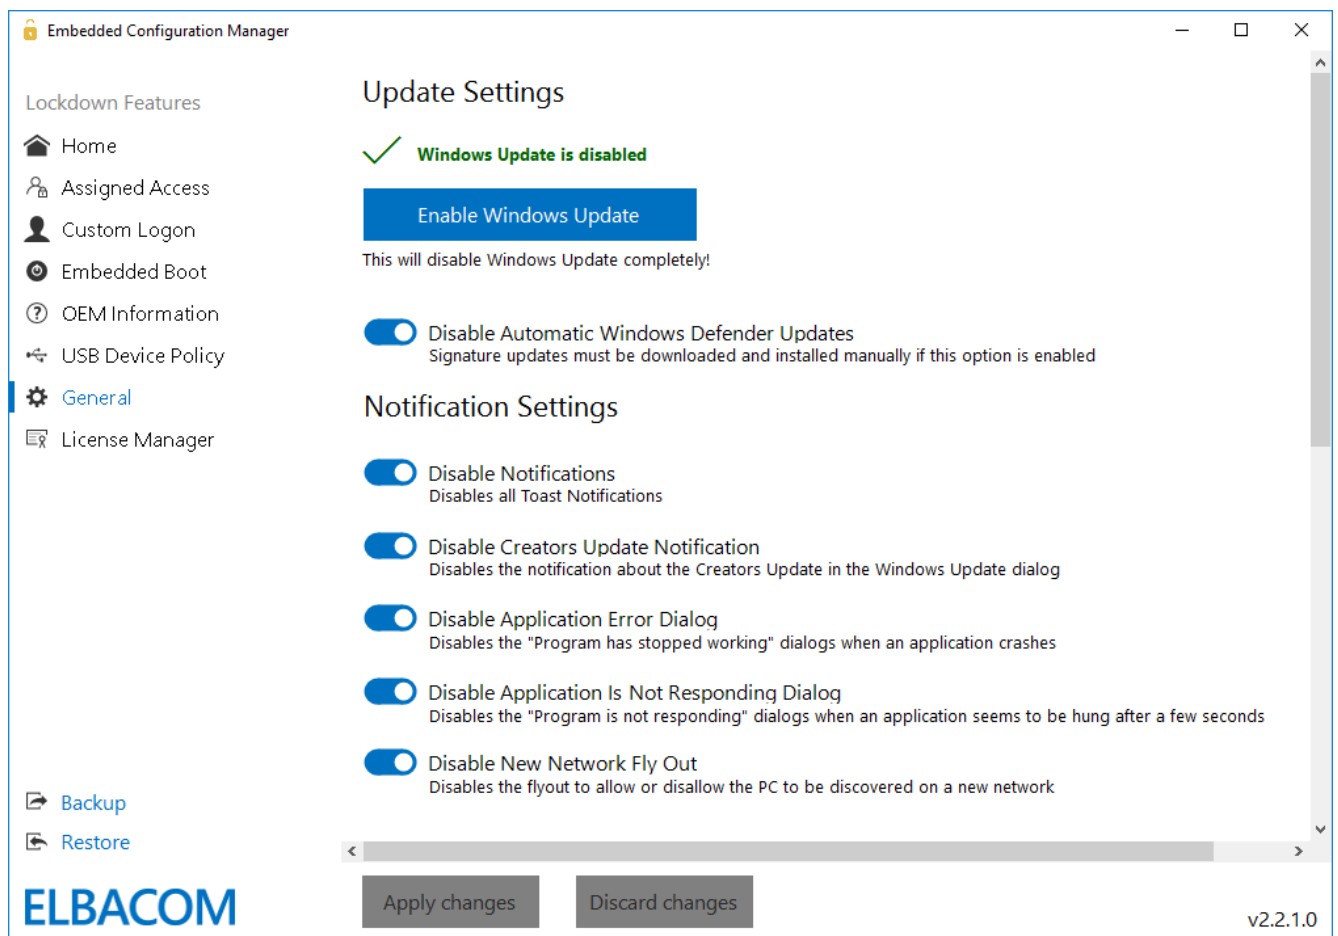 Embedded Configuration Manager
Lockdown Features
Home
Assigned Access
Custom Logon
Embedded Boot
OEM Information
USB Device Policy
General
License Manager
Backup
Restore
ELBACOM
Update Settings
Windows Update is disabled
Enable Windows Update
This will disable Windows Update completely!
Disable Automatic Windows Defender Updates
Signature updates must be downloaded and installed manually if this option is enabled
Notification Settings
Disable Notifications
Disables all Toast Notifications
Disable Creators Update Notification
Disables the notification about the Creators Update in the Windows Update dialog
Disable Application Error Dialog
Disables the "Program has stopped working" dialogs when an application crashes
Disable Application Is Not Responding Dialog
Disables the "Program is not responding" dialogs when an application seems to be hung after a few seconds
Disable New Network Fly Out
Disables the flyout to allow or disallow the PC to be discovered on a new network
Apply changes
Discard changes
v2.2.1.0